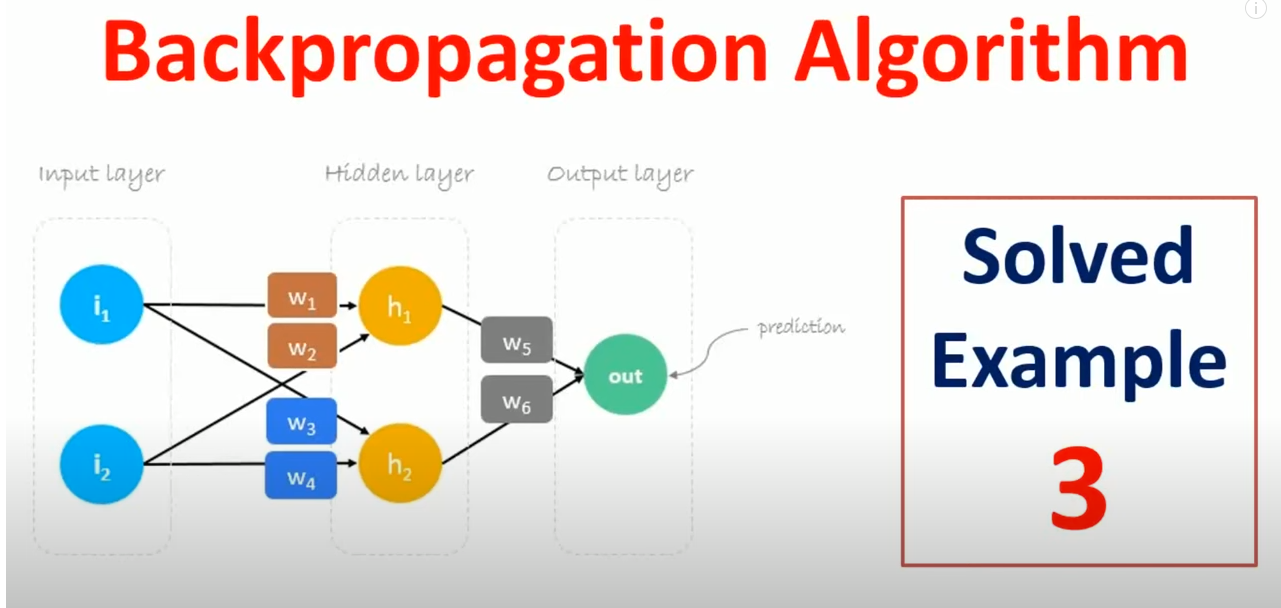 Backpropagation Algorithm
Input layer
Hidden layer
Output layer
i1
i2
w1
w2
w3
w4
h1
h2
w5
w6
out
prediction
Solved
Example
3